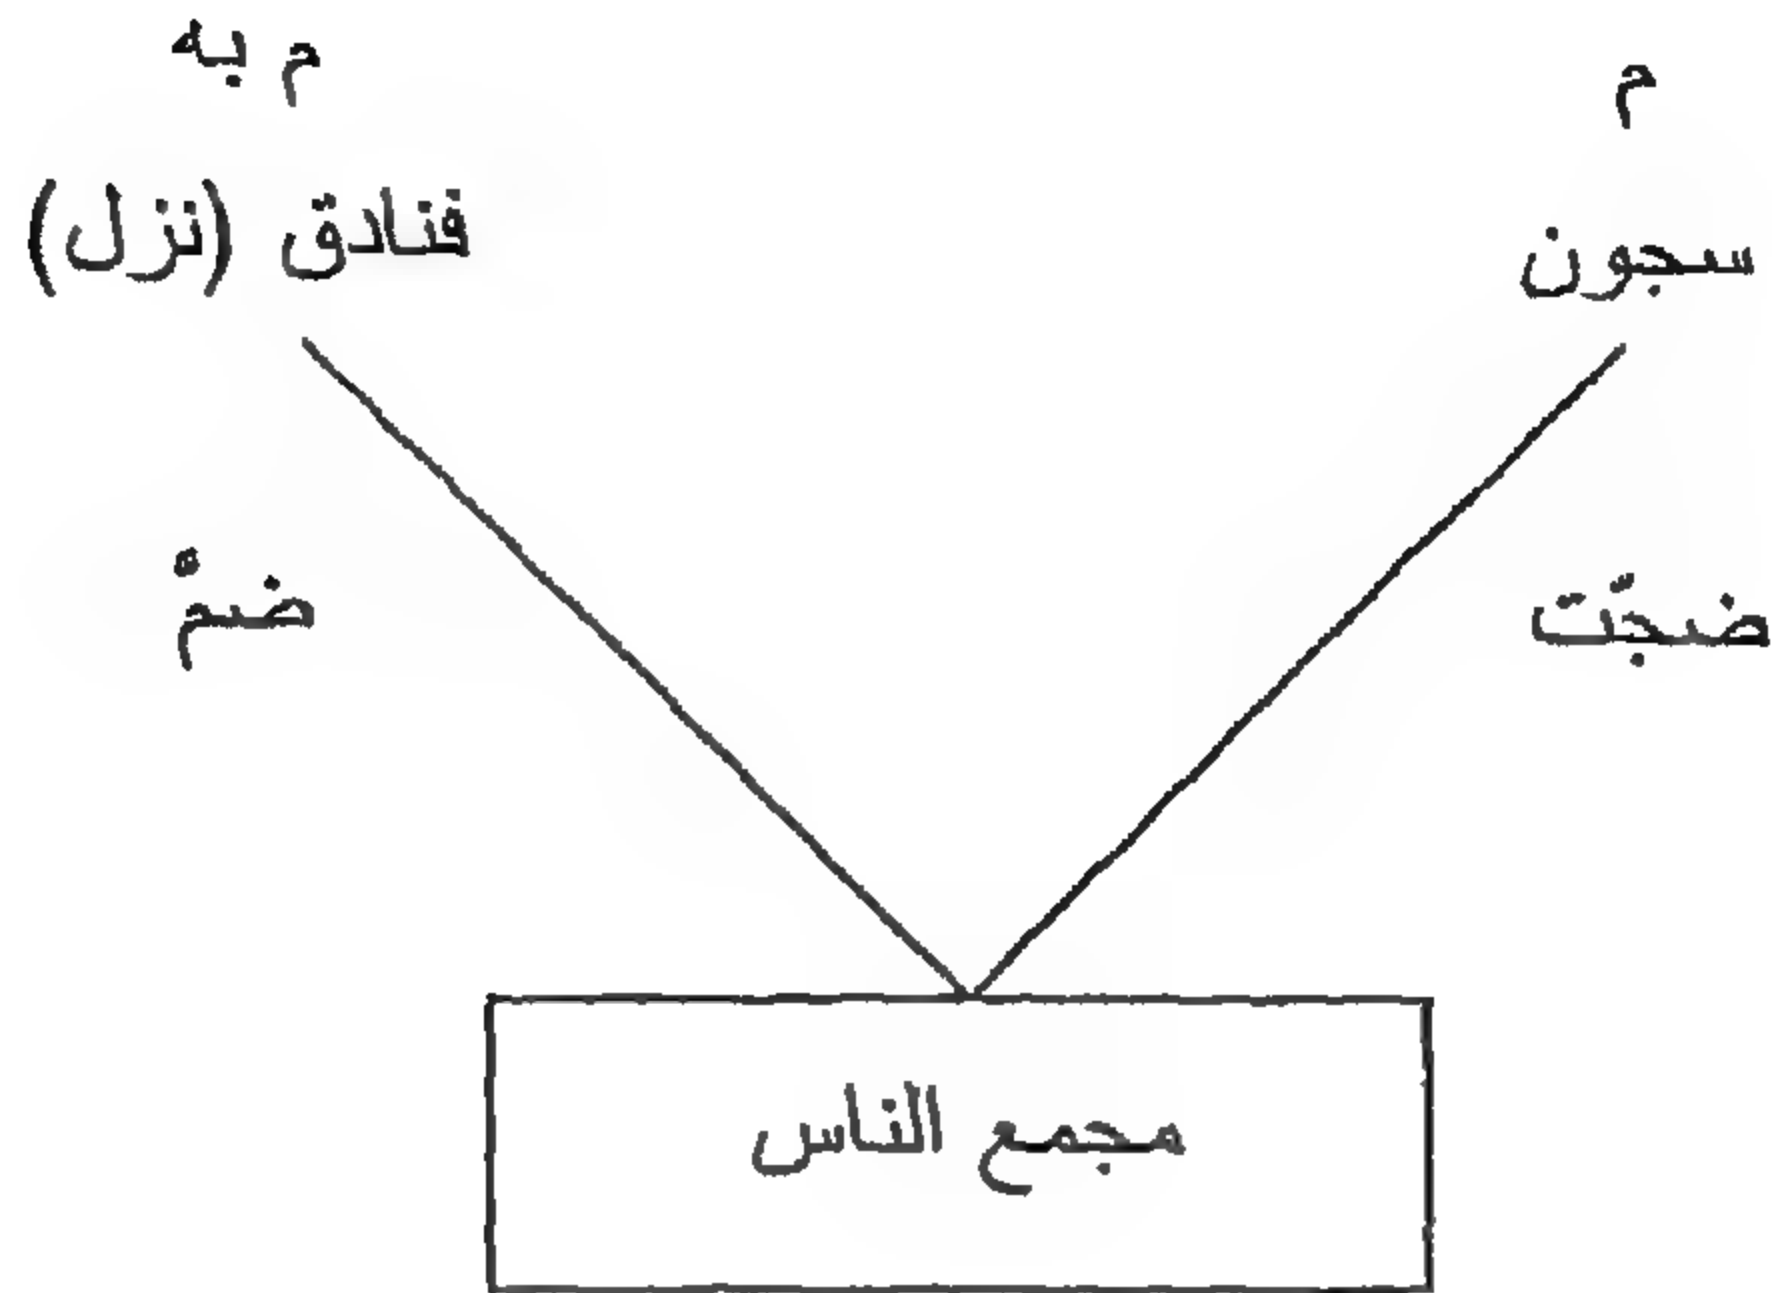 م
م به
سجون
فنادق (نزل)
ضجّت
ضمّ
مجمع الناس